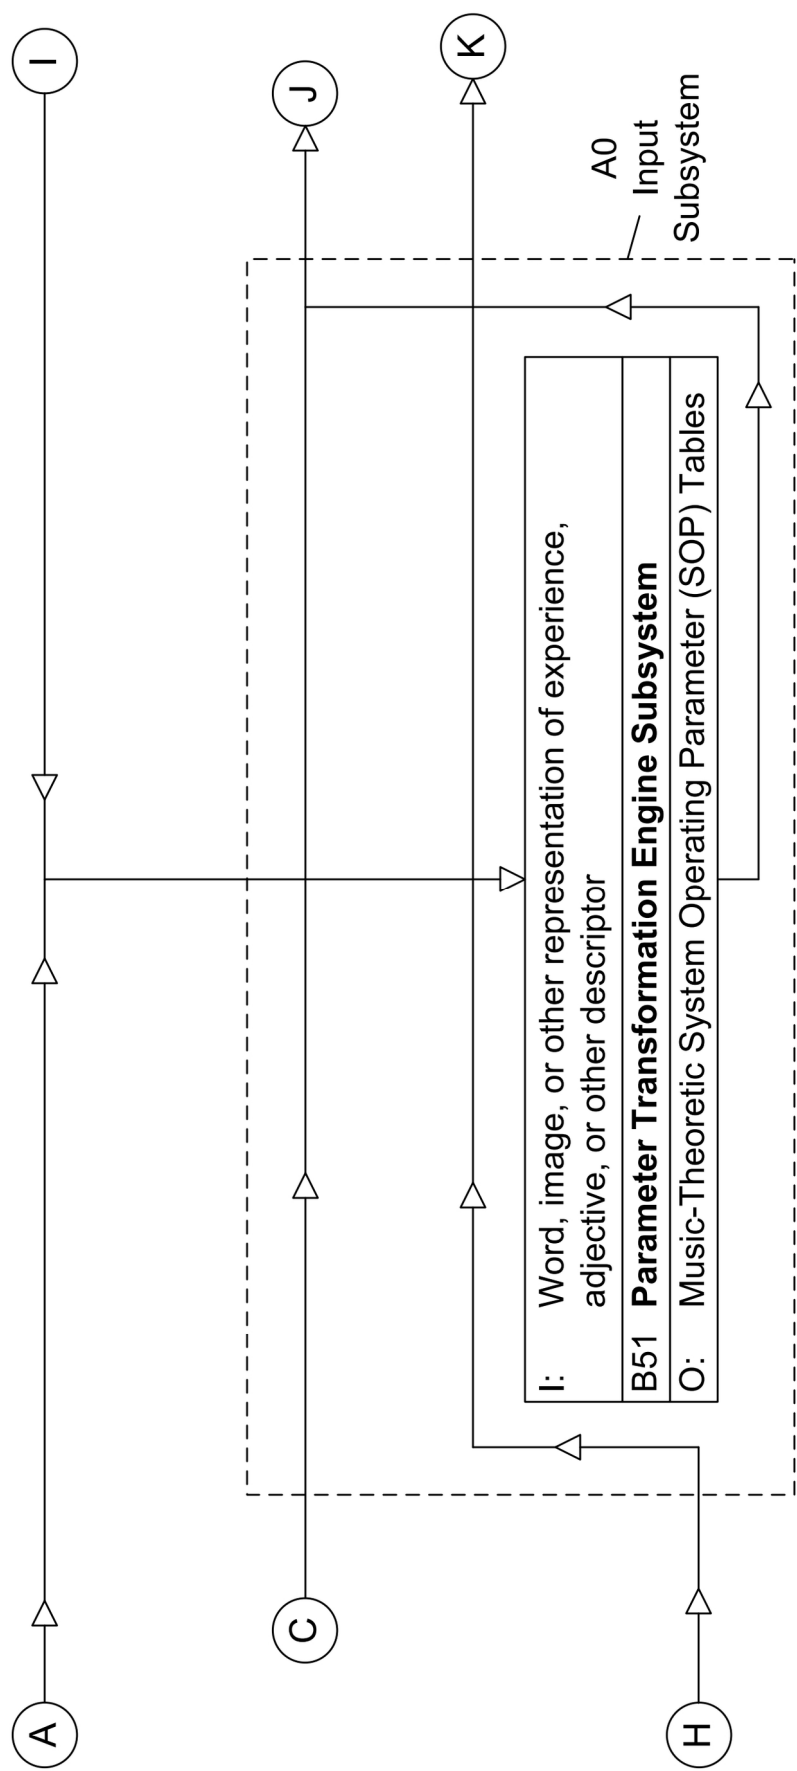 A
I
C
J
K
A0
Input
Subsystem
I: Word, image, or other representation of experience,
adjective, or other descriptor
B51 Parameter Transformation Engine Subsystem
O: Music-Theoretic System Operating Parameter (SOP) Tables
H